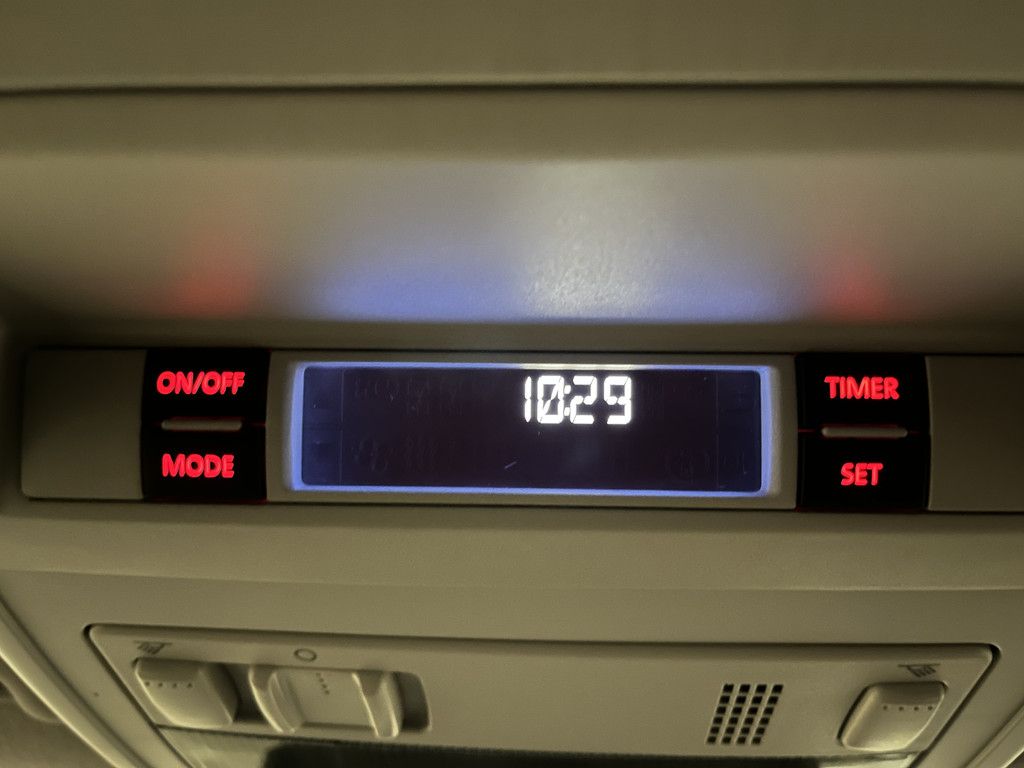 ON/OFF
MODE
10:29
TIMER
SET